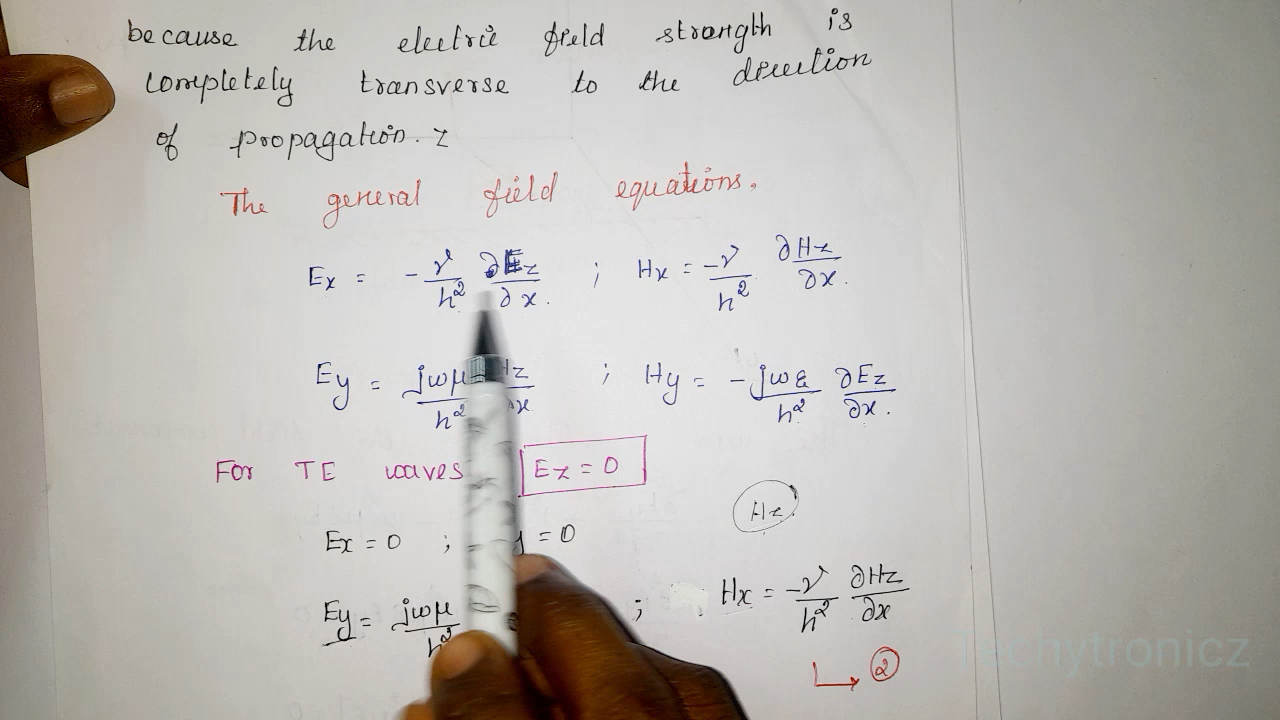 because the electric field strength is
completely transverse to the direction
of propagation. z
The general field equations,
Ex = -γ/h² ∂Ez/∂x. ; Hx = -γ/h² ∂Hz/∂x.
Ey = jωμ/h² Hz/∂x ; Hy = -jωε/h² ∂Ez/∂x.
For TE waves Ez = 0
Hz
Ex = 0 ; = 0
Ey = jωμ/h² ; Hx = -γ/h² ∂Hz/∂x
②
Techytronicz